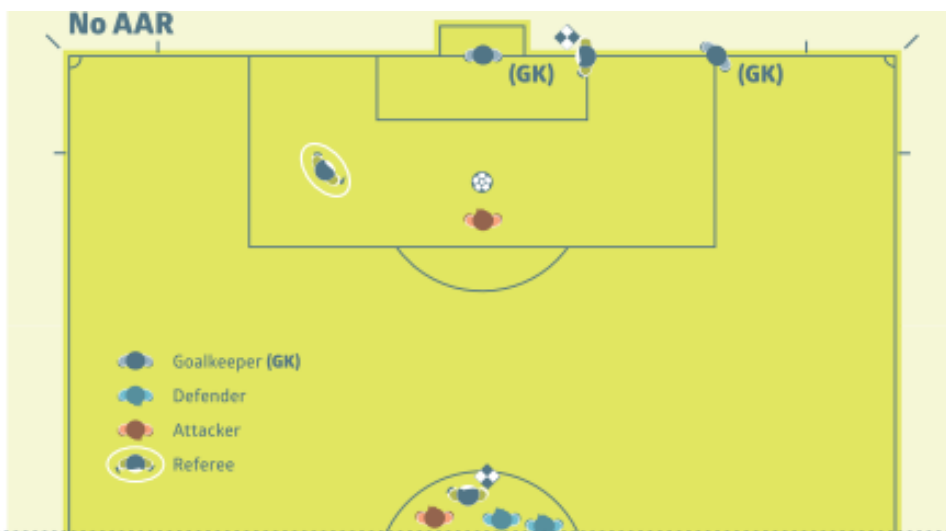 No AAR
(GK)
(GK)
Goalkeeper (GK)
Defender
Attacker
Referee